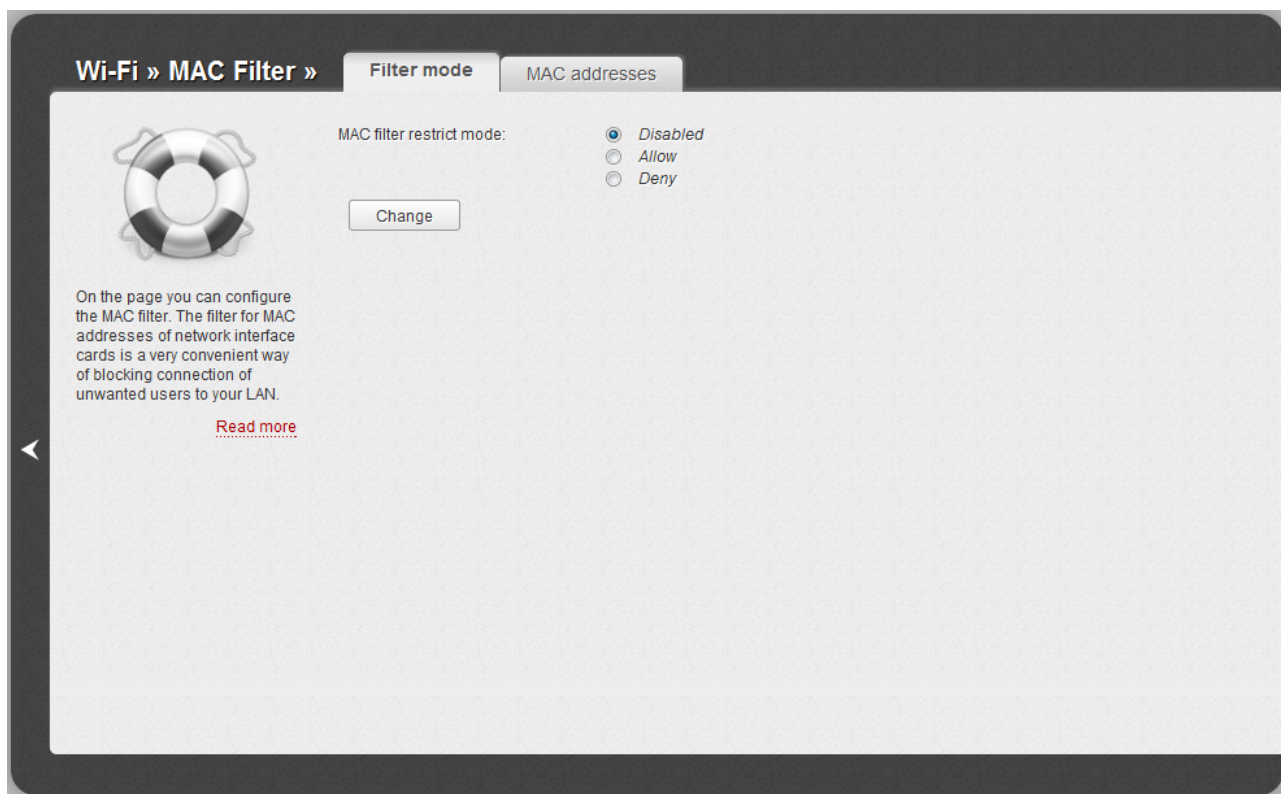 Wi-Fi » MAC Filter »
Filter mode
MAC addresses
MAC filter restrict mode:
Disabled
Allow
Deny
Change
On the page you can configure
the MAC filter. The filter for MAC
addresses of network interface
cards is a very convenient way
of blocking connection of
unwanted users to your LAN.
Read more